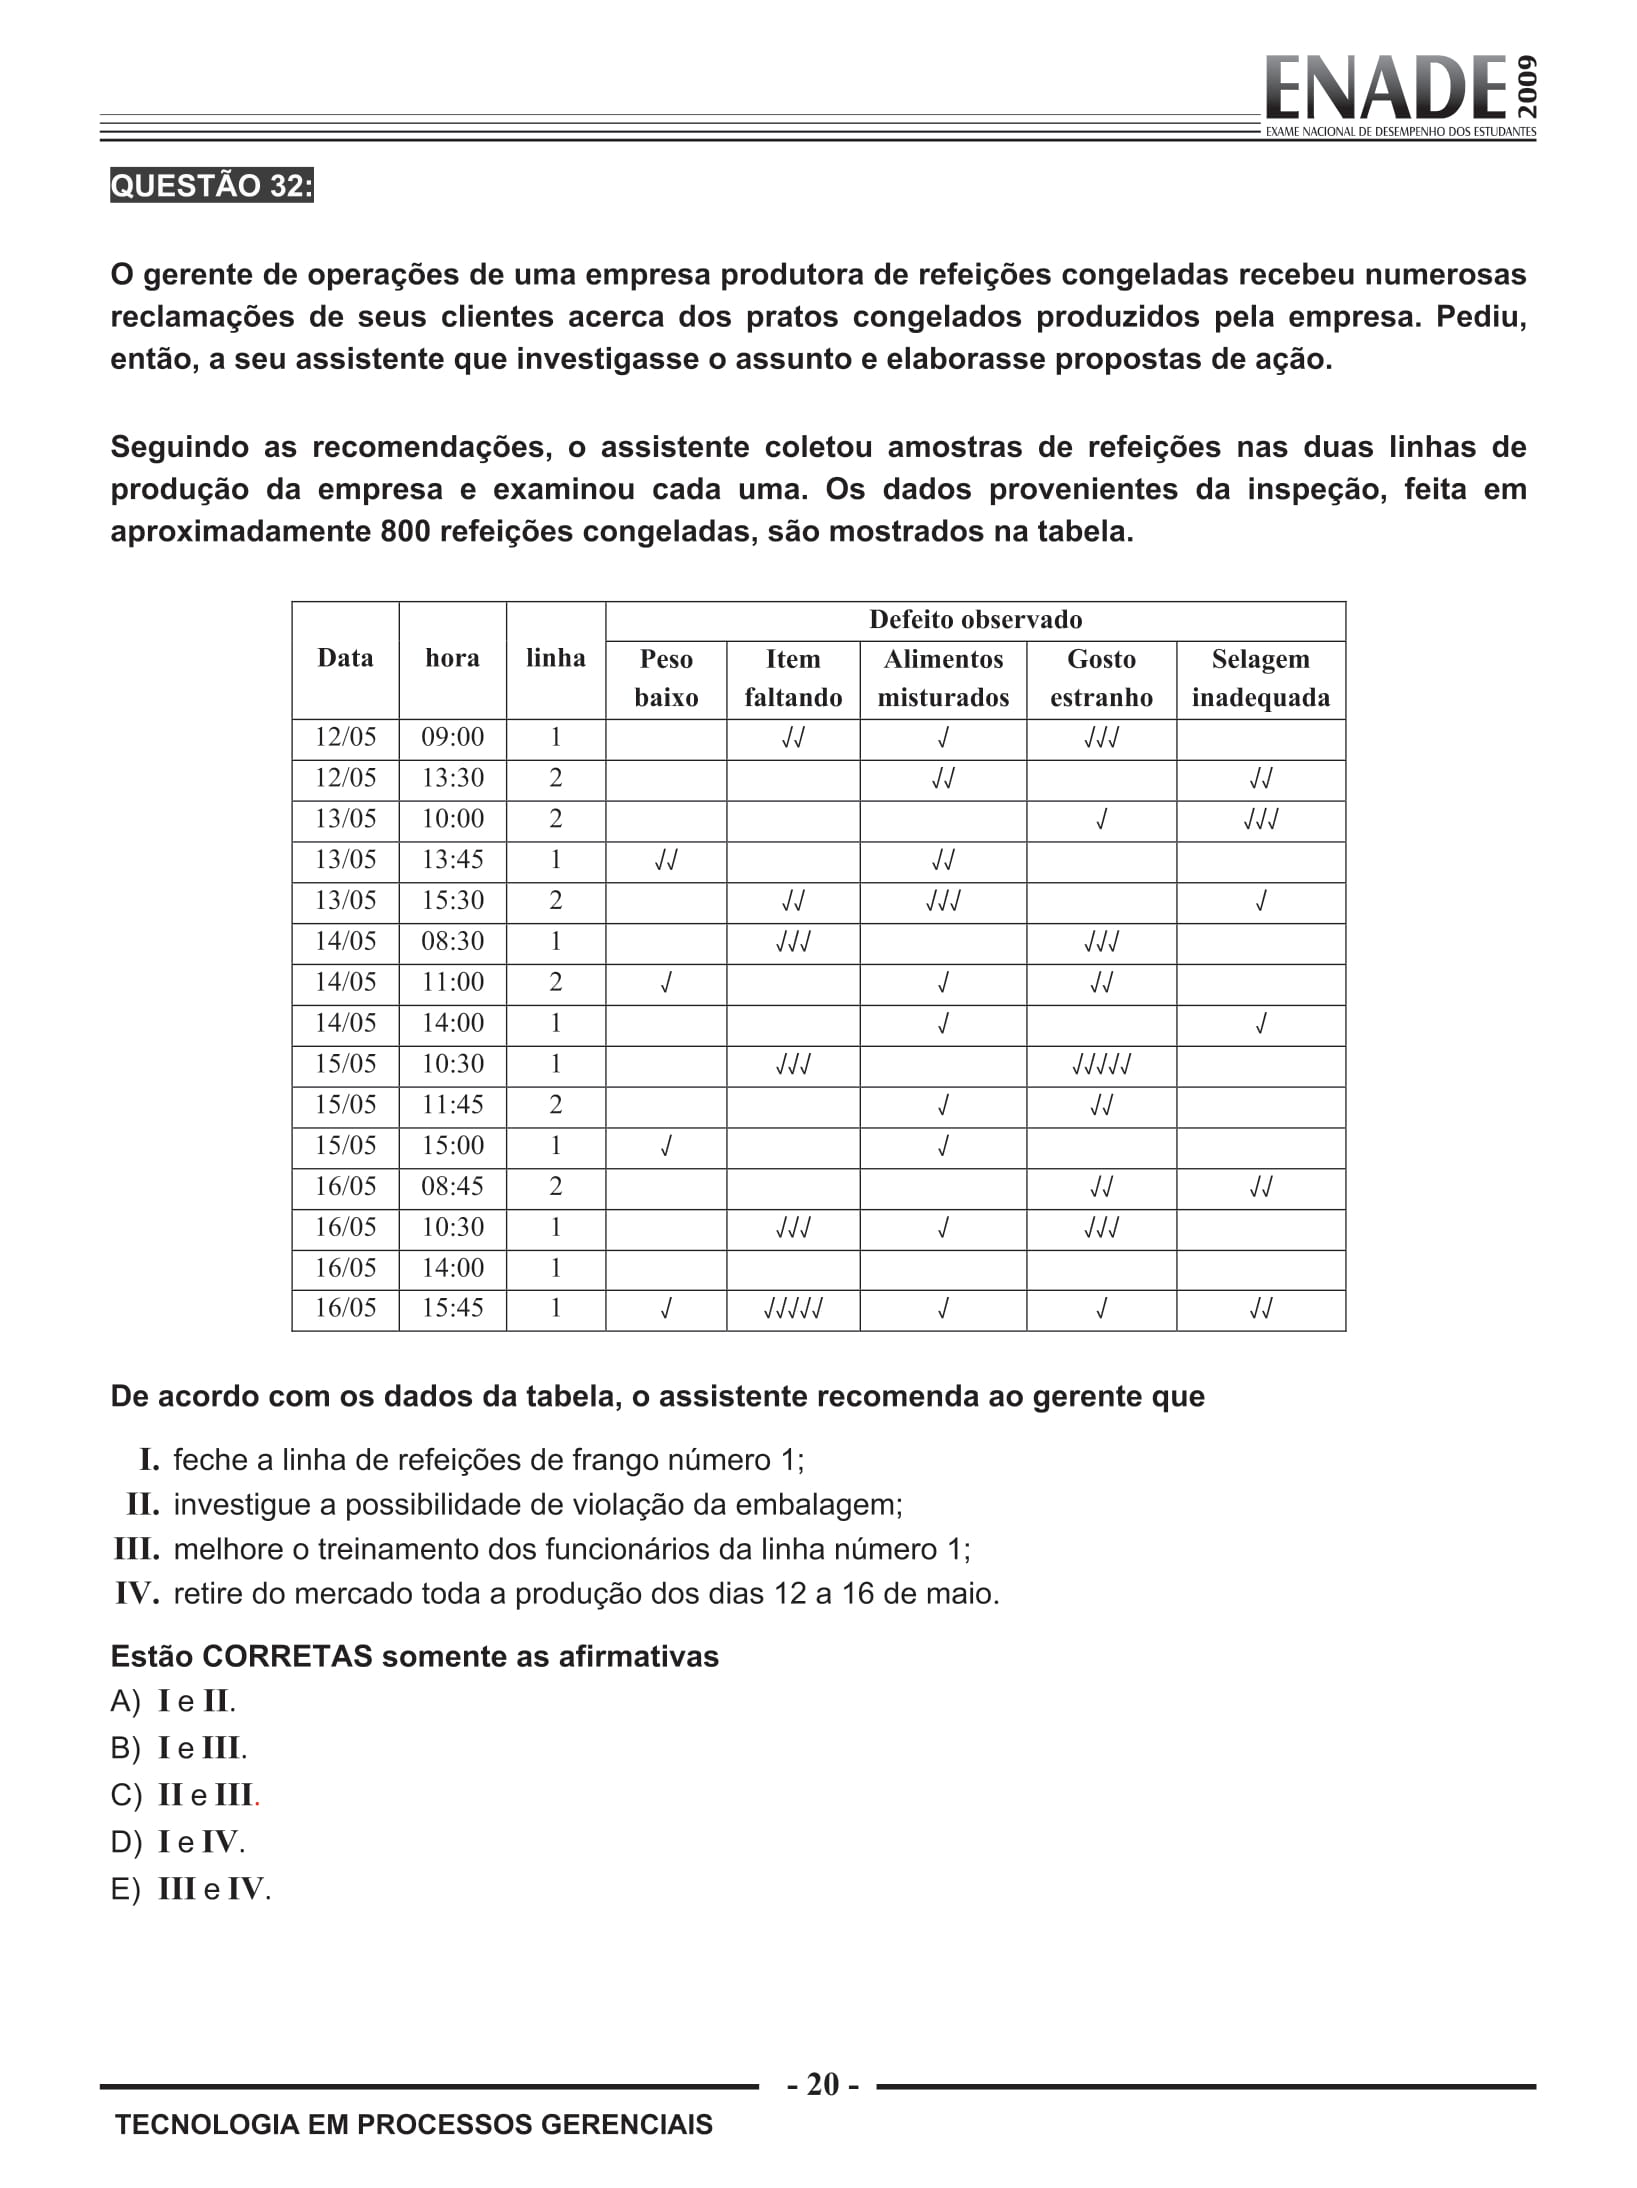 ENADE 2009
EXAME NACIONAL DE DESEMPENHO DOS ESTUDANTES
QUESTÃO 32:
O gerente de operações de uma empresa produtora de refeições congeladas recebeu numerosas
reclamações de seus clientes acerca dos pratos congelados produzidos pela empresa. Pediu,
então, a seu assistente que investigasse o assunto e elaborasse propostas de ação.
Seguindo as recomendações, o assistente coletou amostras de refeições nas duas linhas de
produção da empresa e examinou cada uma. Os dados provenientes da inspeção, feita em
aproximadamente 800 refeições congeladas, são mostrados na tabela.
Defeito observado
Data hora linha Peso baixo Item faltando Alimentos misturados Gosto estranho Selagem inadequada
12/05 09:00 1 √√ √ √√√
12/05 13:30 2 √√ √√
13/05 10:00 2 √ √√√
13/05 13:45 1 √√ √√
13/05 15:30 2 √√ √√√ √
14/05 08:30 1 √√√ √√√
14/05 11:00 2 √ √ √√
14/05 14:00 1 √ √
15/05 10:30 1 √√√ √√√√√
15/05 11:45 2 √ √√
15/05 15:00 1 √ √
16/05 08:45 2 √√ √√
16/05 10:30 1 √√√ √ √√√
16/05 14:00 1
16/05 15:45 1 √ √√√√√ √ √ √√
De acordo com os dados da tabela, o assistente recomenda ao gerente que
I. feche a linha de refeições de frango número 1;
II. investigue a possibilidade de violação da embalagem;
III. melhore o treinamento dos funcionários da linha número 1;
IV. retire do mercado toda a produção dos dias 12 a 16 de maio.
Estão CORRETAS somente as afirmativas
A) I e II.
B) I e III.
C) II e III.
D) I e IV.
E) III e IV.
- 20 -
TECNOLOGIA EM PROCESSOS GERENCIAIS